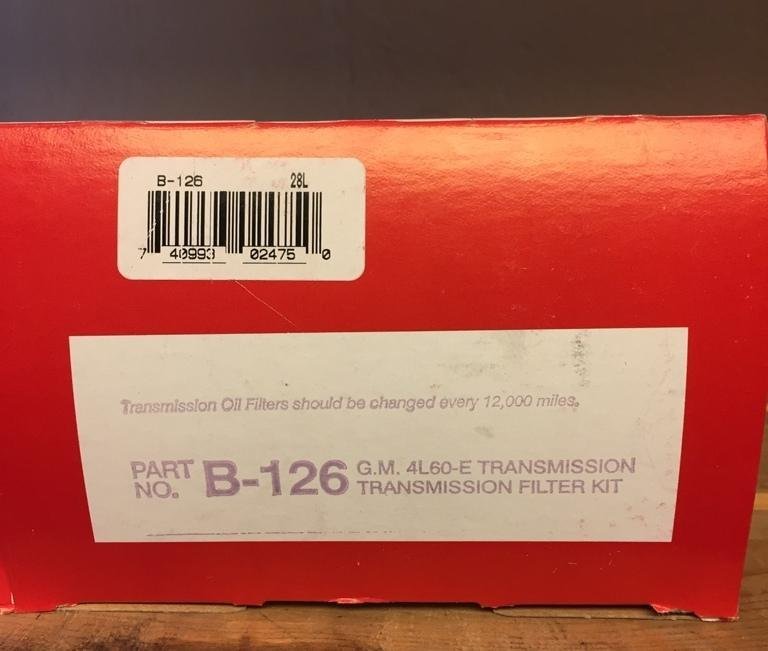 B-126 28L
7 40993 02475 0
Transmission Oil Filters should be changed every 12,000 miles.
PART NO. B-126 G.M. 4L60-E TRANSMISSION
TRANSMISSION FILTER KIT